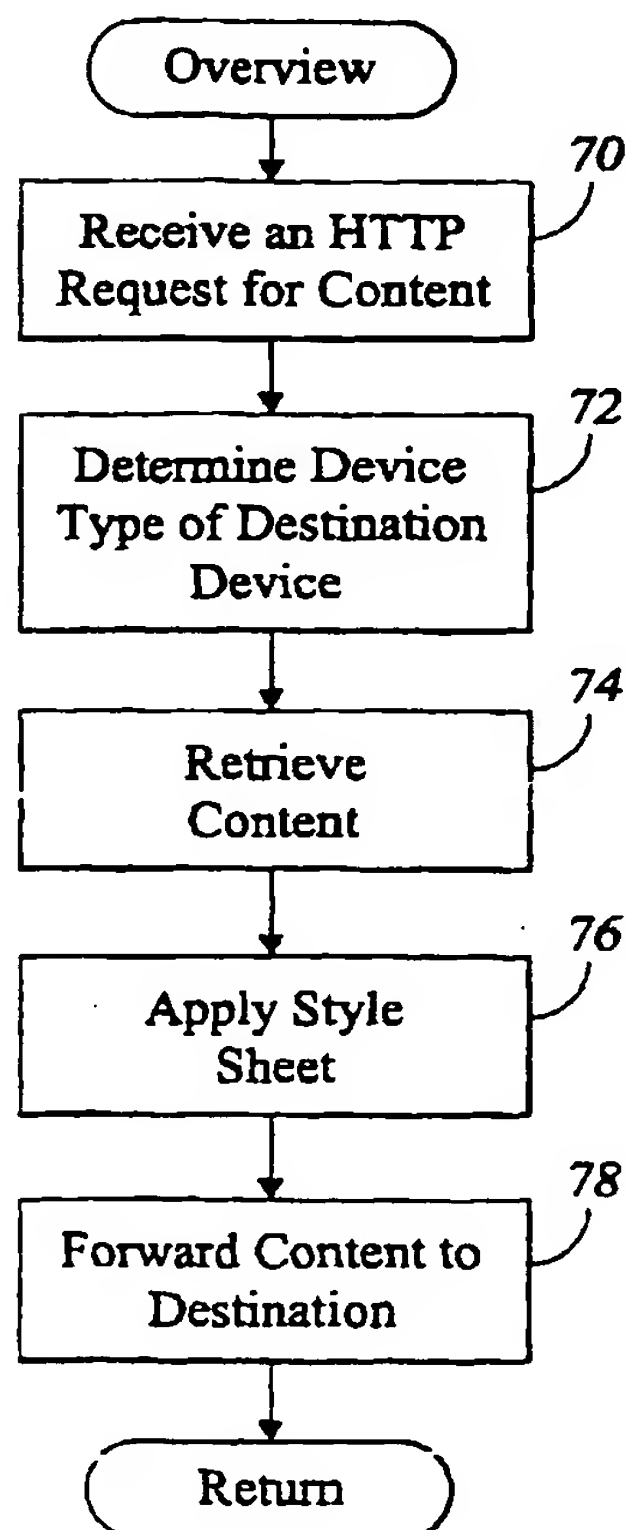 Overview
70
Receive an HTTP
Request for Content
72
Determine Device
Type of Destination
Device
74
Retrieve
Content
76
Apply Style
Sheet
78
Forward Content to
Destination
Return